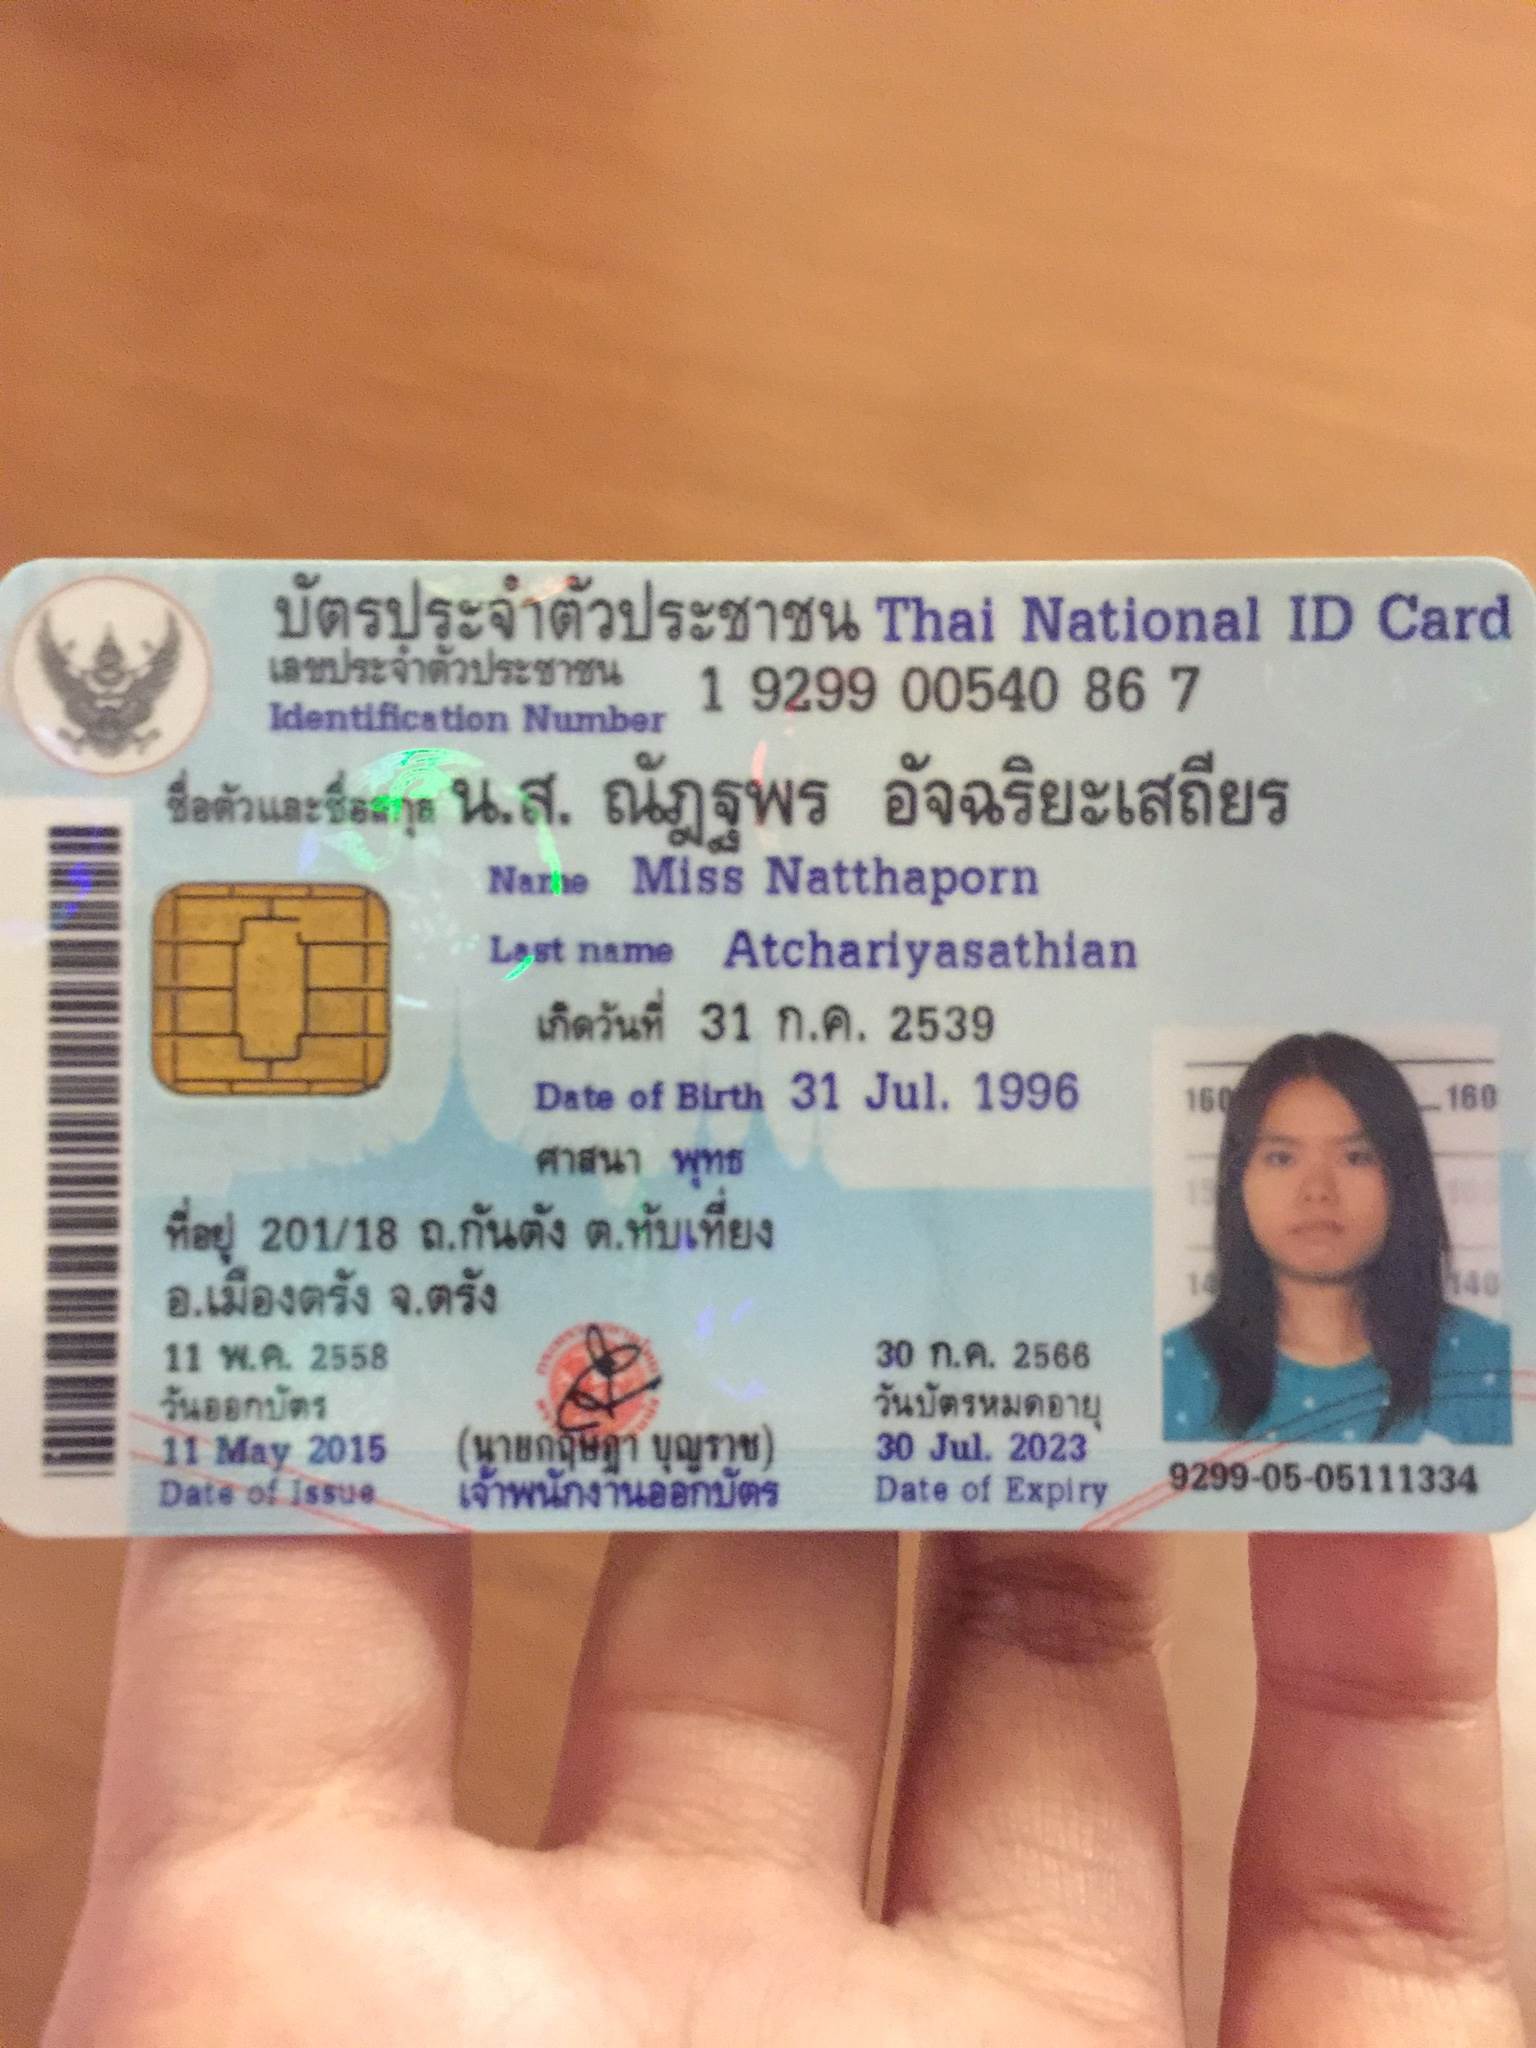 บัตรประจำตัวประชาชน Thai National ID Card
เลขประจำตัวประชาชน
Identification Number 1 9299 00540 86 7
ชื่อตัวและชื่อสกุล น.ส. ณัฏฐพร อัจฉริยะเสถียร
Name Miss Natthaporn
Last name Atchariyasathian
เกิดวันที่ 31 ก.ค. 2539
Date of Birth 31 Jul. 1996
ศาสนา พุทธ
ที่อยู่ 201/18 ถ.กันตัง ต.ทับเที่ยง
อ.เมืองตรัง จ.ตรัง
11 พ.ค. 2558
วันออกบัตร
11 May 2015
Date of Issue
(นายกฤษฎา บุญราช)
เจ้าพนักงานออกบัตร
30 ก.ค. 2566
วันบัตรหมดอายุ
30 Jul. 2023
Date of Expiry
160 160
140
9299-05-05111334